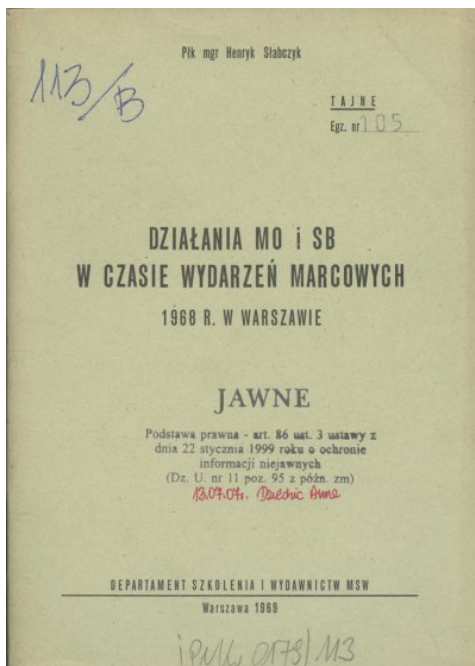 Płk mgr Henryk Słabczyk
113/B
TAJNE
Egz. nr 105
DZIAŁANIA MO i SB
W CZASIE WYDARZEŃ MARCOWYCH
1968 R. W WARSZAWIE
JAWNE
Podstawa prawna - art. 86 ust. 3 ustawy z
dnia 22 stycznia 1999 roku o ochronie
informacji niejawnych
(Dz. U. nr 11 poz. 95 z późn. zm)
13.07.07r.
DEPARTAMENT SZKOLENIA I WYDAWNICTW MSW
Warszawa 1969
0179/113